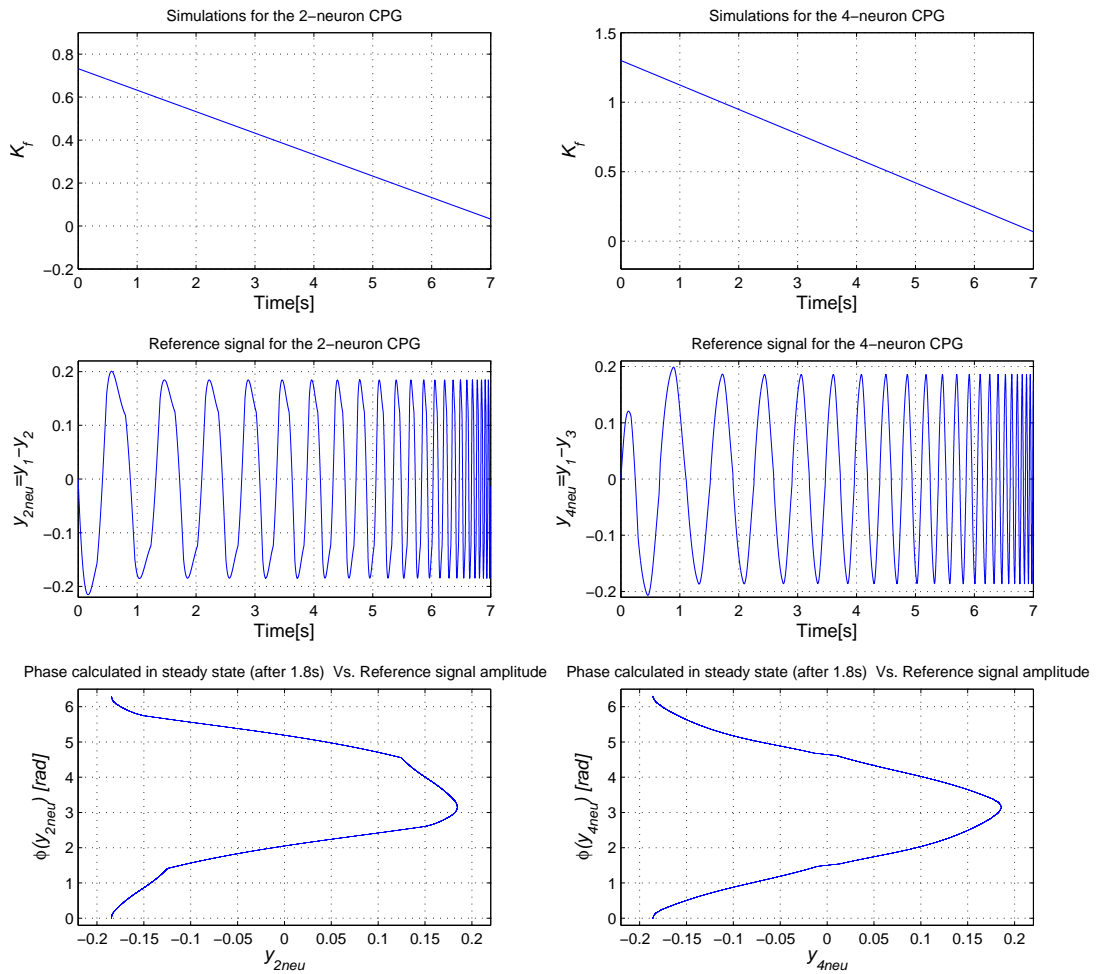 Simulations for the 2−neuron CPG
0.8
0.6
0.4
0.2
0
−0.2
K_f
0 1 2 3 4 5 6 7
Time[s]
Simulations for the 4−neuron CPG
1.5
1
0.5
0
K_f
0 1 2 3 4 5 6 7
Time[s]
Reference signal for the 2−neuron CPG
0.2
0.1
0
−0.1
−0.2
y_2neu=y_1−y_2
0 1 2 3 4 5 6 7
Time[s]
Reference signal for the 4−neuron CPG
0.2
0.1
0
−0.1
−0.2
y_4neu=y_1−y_3
0 1 2 3 4 5 6 7
Time[s]
Phase calculated in steady state (after 1.8s) Vs. Reference signal amplitude
6
5
4
3
2
1
0
ϕ(y_2neu) [rad]
−0.2 −0.15 −0.1 −0.05 0 0.05 0.1 0.15 0.2
y_2neu
Phase calculated in steady state (after 1.8s) Vs. Reference signal amplitude
6
5
4
3
2
1
0
ϕ(y_4neu) [rad]
−0.2 −0.15 −0.1 −0.05 0 0.05 0.1 0.15 0.2
y_4neu